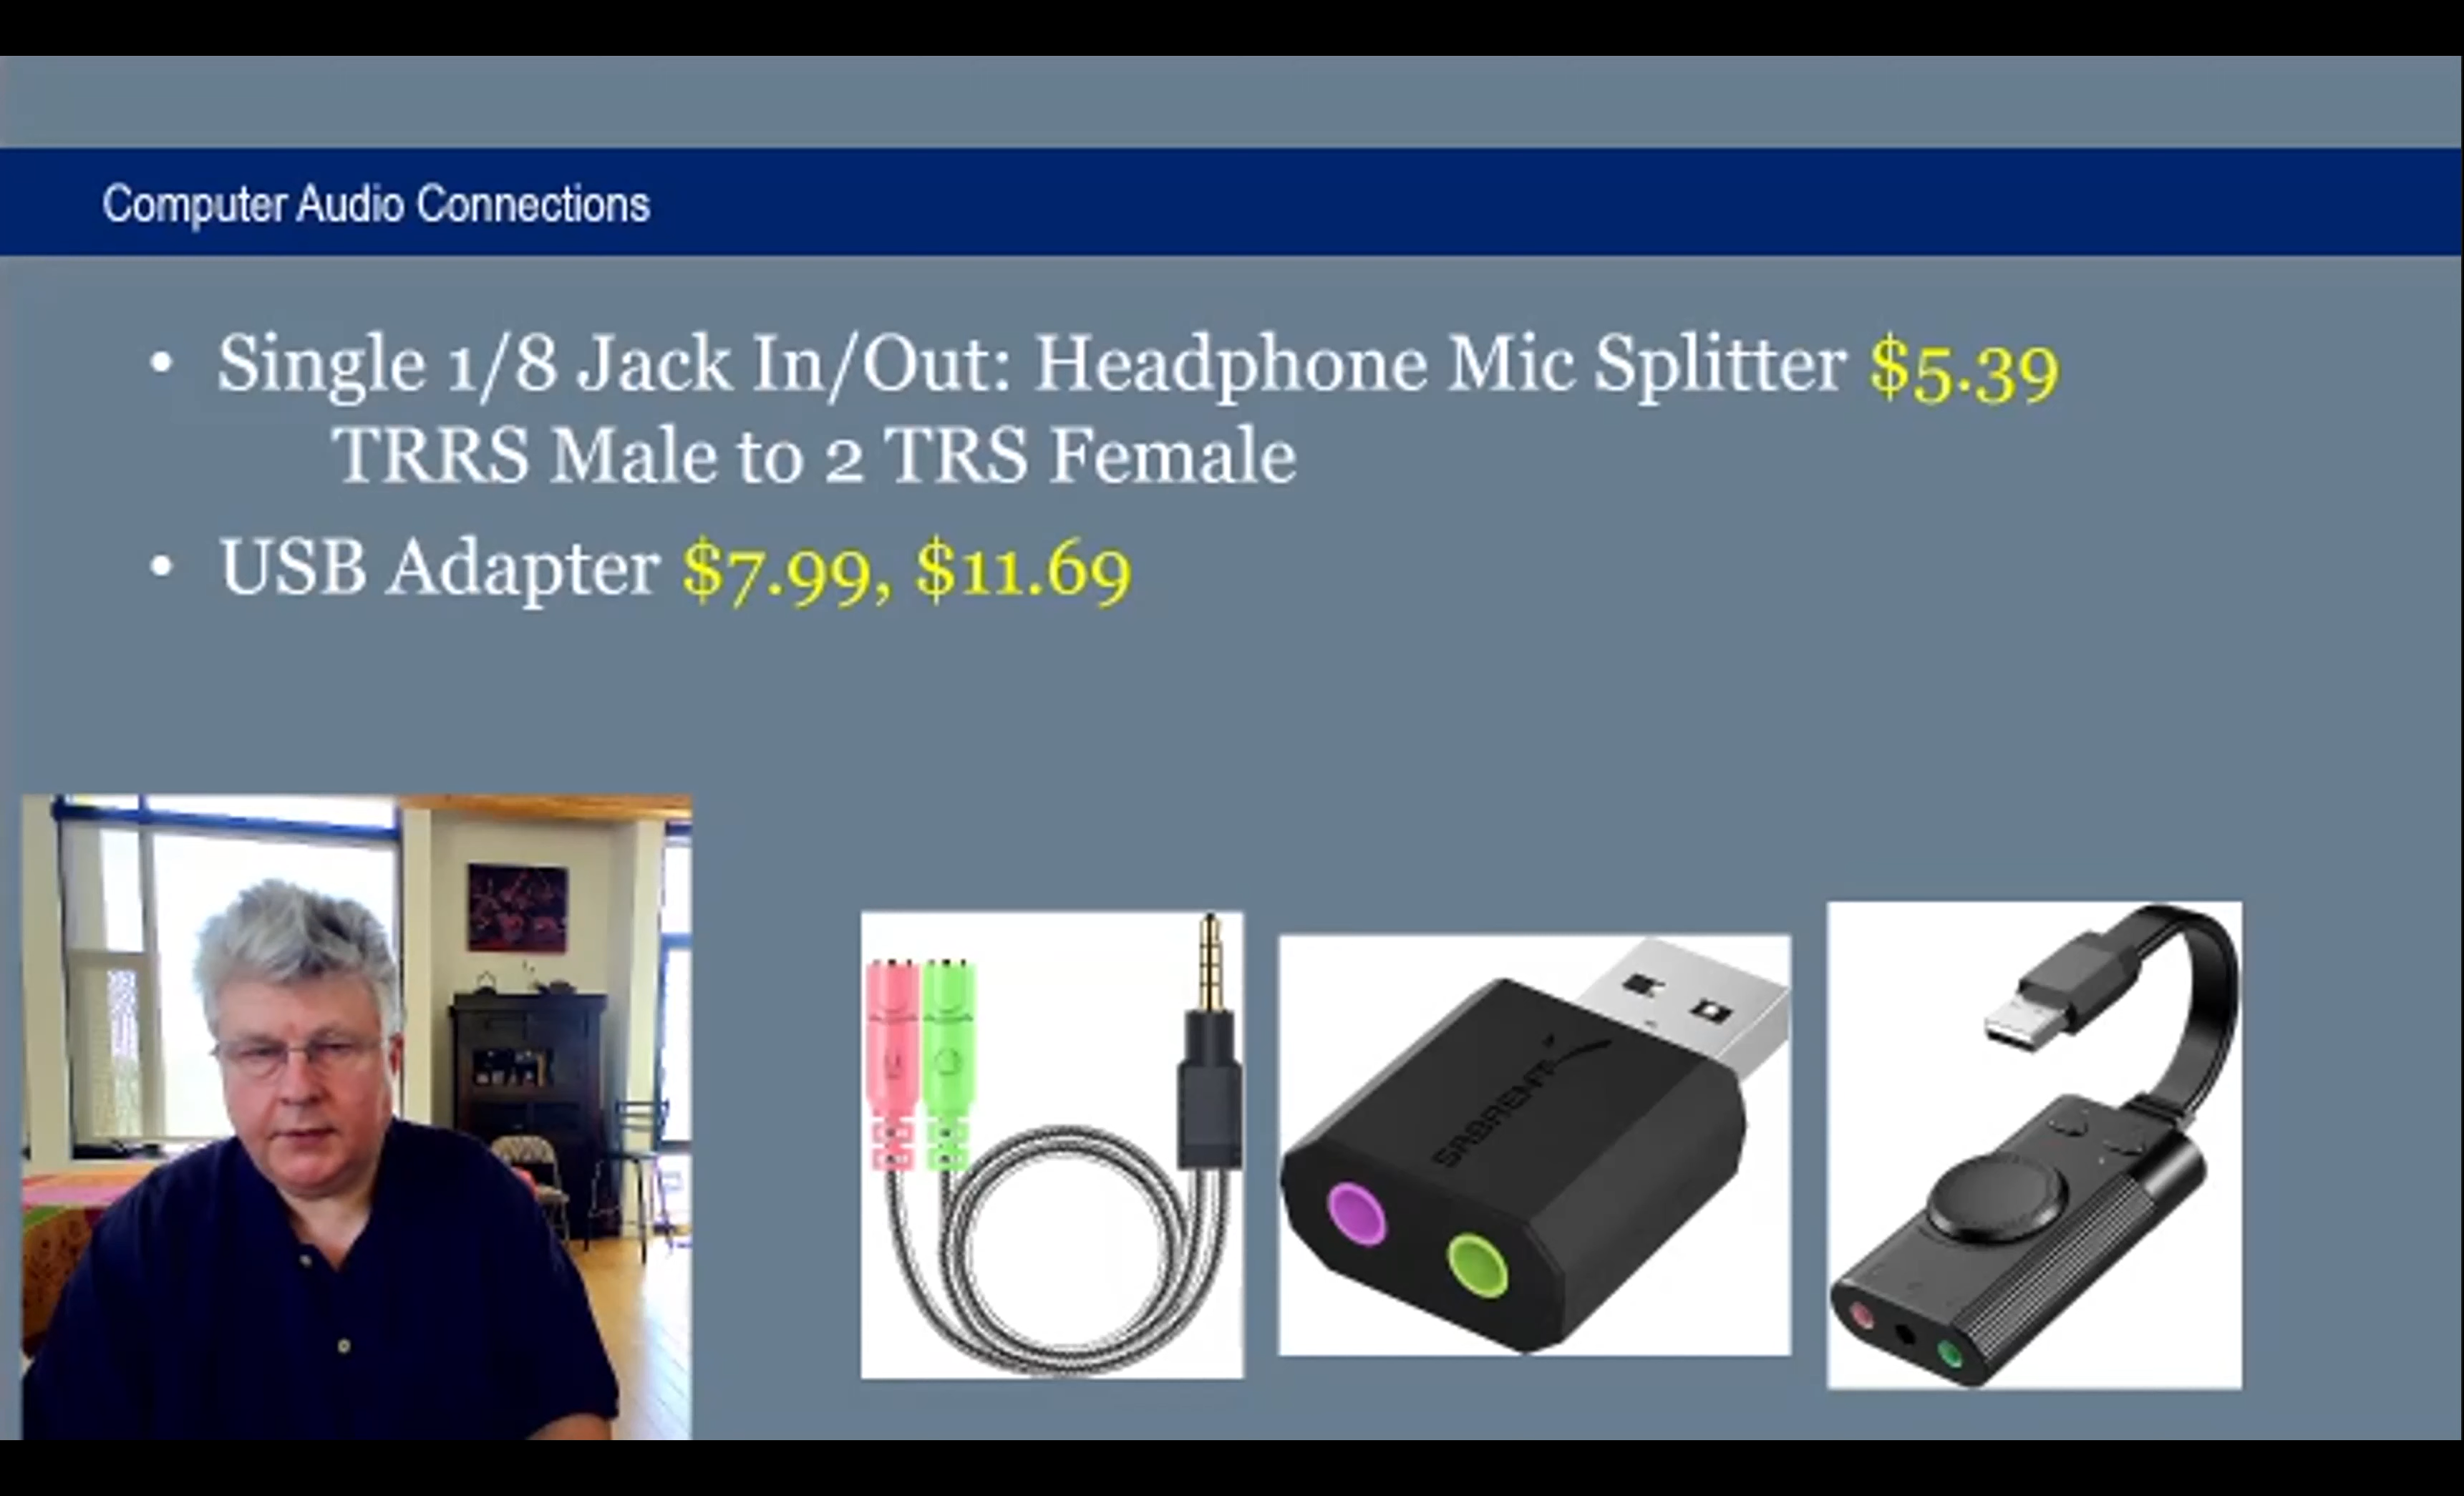 Computer Audio Connections
• Single 1/8 Jack In/Out: Headphone Mic Splitter $5.39
TRRS Male to 2 TRS Female
• USB Adapter $7.99, $11.69
SABRENT